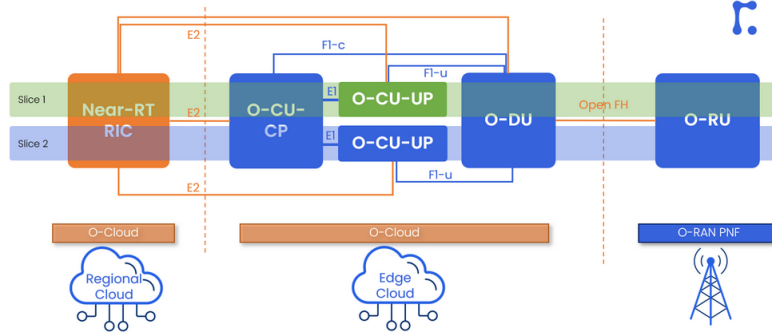 E2
F1-c
F1-u
Slice 1
Near-RT
RIC
E2
O-CU-
CP
E1
O-CU-UP
O-DU
Open FH
O-RU
Slice 2
E1
O-CU-UP
E2
F1-u
O-Cloud
O-Cloud
O-RAN PNF
Regional
Cloud
Edge
Cloud